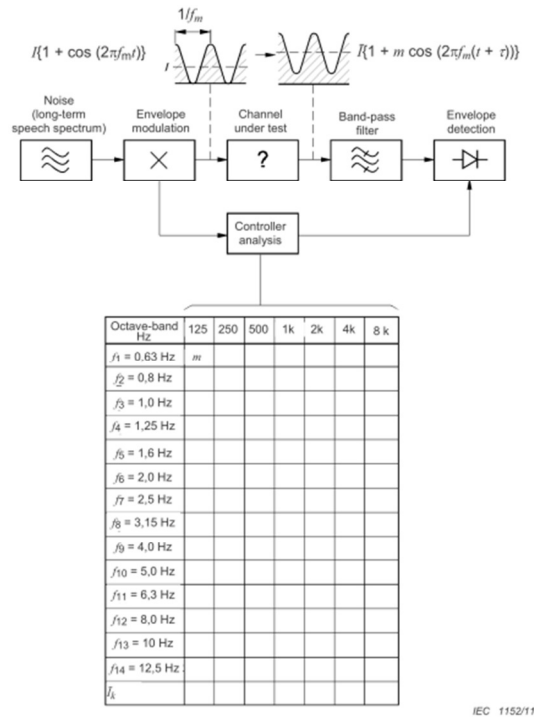 1/fm
I{1 + cos (2πfmt)}
I
Ī{1 + m cos (2πfm(t + τ))}
Noise
(long-term
speech spectrum)
Envelope
modulation
Channel
under test
Band-pass
filter
Envelope
detection
?
Controller
analysis
Octave-band
Hz
125 250 500 1k 2k 4k 8 k
f1 = 0.63 Hz m
f2 = 0,8 Hz
f3 = 1,0 Hz
f4 = 1,25 Hz
f5 = 1,6 Hz
f6 = 2,0 Hz
f7 = 2,5 Hz
f8 = 3,15 Hz
f9 = 4,0 Hz
f10 = 5,0 Hz
f11 = 6,3 Hz
f12 = 8,0 Hz
f13 = 10 Hz
f14 = 12,5 Hz
Īk
IEC 1152/11